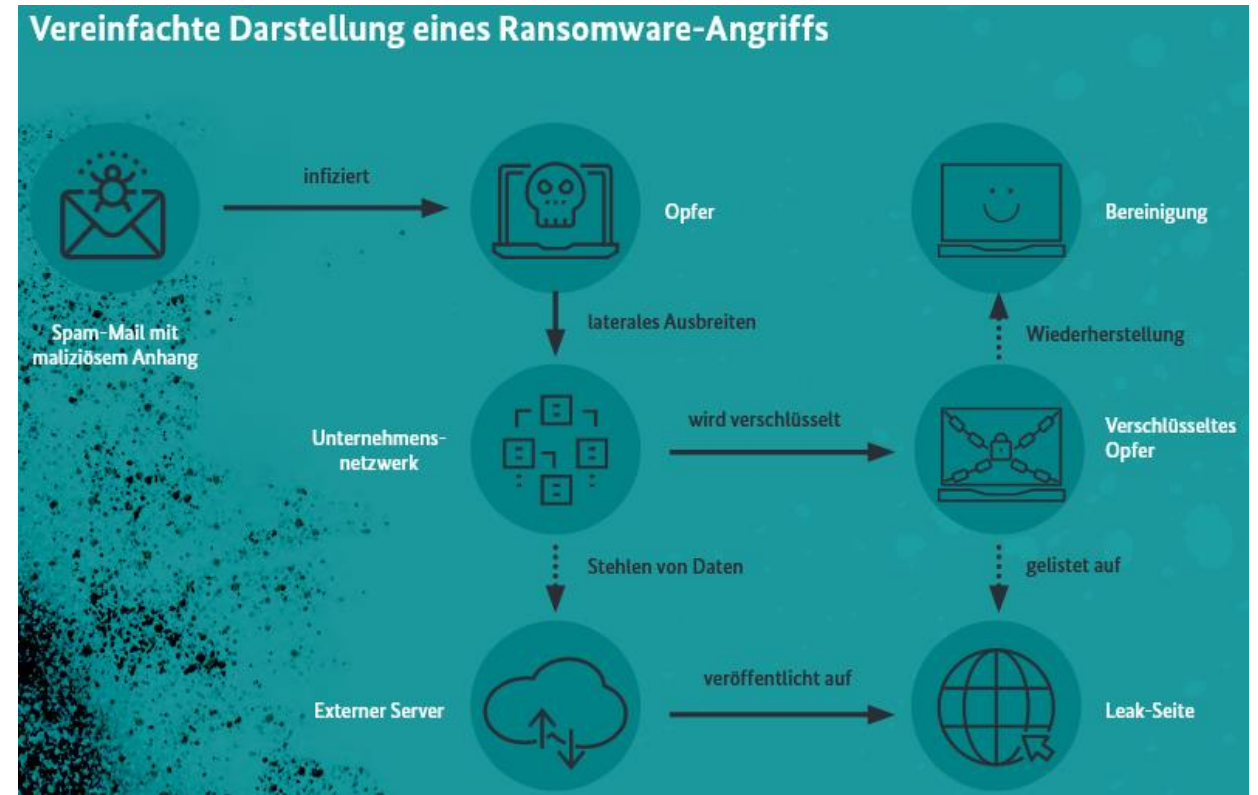 Vereinfachte Darstellung eines Ransomware-Angriffs
infiziert
Opfer
Bereinigung
Spam-Mail mit
maliziösem Anhang
laterales Ausbreiten
Wiederherstellung
Unternehmens-
netzwerk
wird verschlüsselt
Verschlüsseltes
Opfer
Stehlen von Daten
gelistet auf
Externer Server
veröffentlicht auf
Leak-Seite